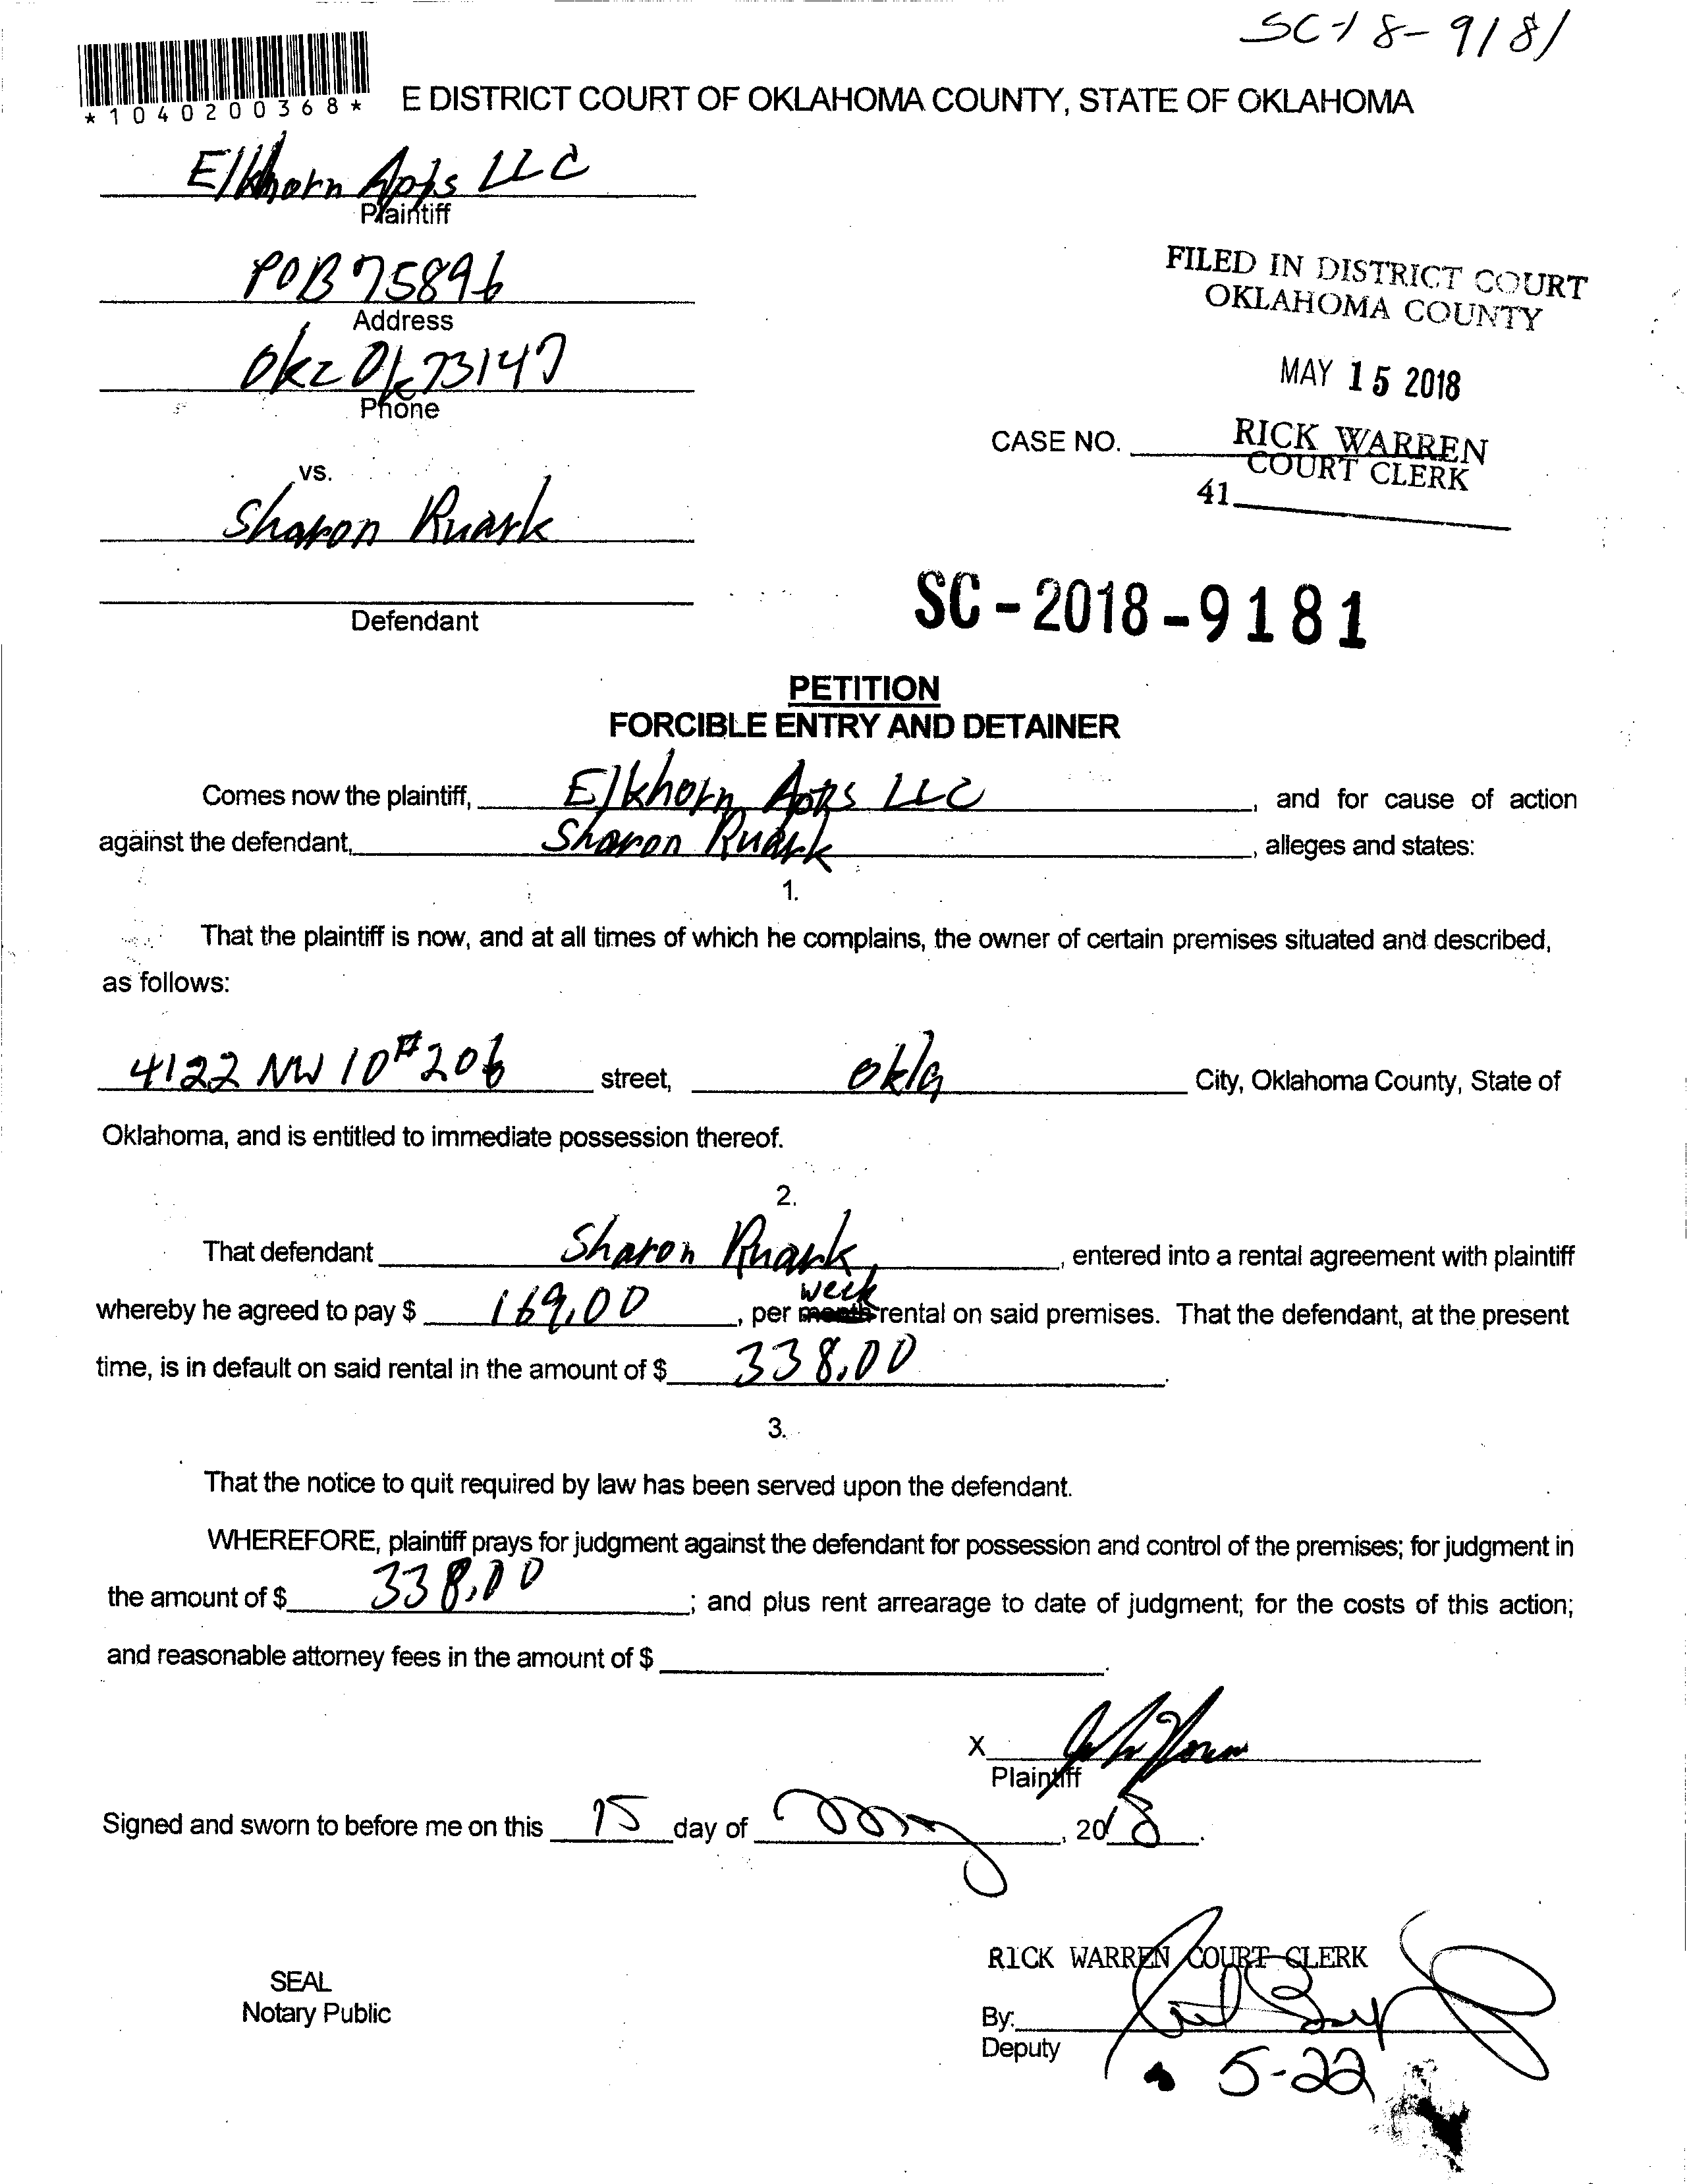 SC-18-9181
*1040200368*
E DISTRICT COURT OF OKLAHOMA COUNTY, STATE OF OKLAHOMA
Elkhorn Apts LLC
Plaintiff
POB 75896
Address
Okc Ok 73147
Phone
FILED IN DISTRICT COURT
OKLAHOMA COUNTY
MAY 15 2018
CASE NO.
RICK WARREN
COURT CLERK
41
vs.
Sharon Ruark
Defendant
SC-2018-9181
PETITION
FORCIBLE ENTRY AND DETAINER
Comes now the plaintiff, Elkhorn Apts LLC, and for cause of action
against the defendant, Sharon Ruark, alleges and states:
1.
That the plaintiff is now, and at all times of which he complains, the owner of certain premises situated and described,
as follows:
4122 NW 10 #206 street, Okla City, Oklahoma County, State of
Oklahoma, and is entitled to immediate possession thereof.
2.
That defendant Sharon Ruark, entered into a rental agreement with plaintiff
week
whereby he agreed to pay $ 169.00, per month rental on said premises. That the defendant, at the present
time, is in default on said rental in the amount of $ 338.00.
3.
That the notice to quit required by law has been served upon the defendant.
WHEREFORE, plaintiff prays for judgment against the defendant for possession and control of the premises; for judgment in
the amount of $ 338.00; and plus rent arrearage to date of judgment; for the costs of this action;
and reasonable attorney fees in the amount of $ .
X
Plaintiff
Signed and sworn to before me on this 15 day of May, 2018.
RICK WARREN COURT CLERK
SEAL
Notary Public
By:
Deputy
5-22